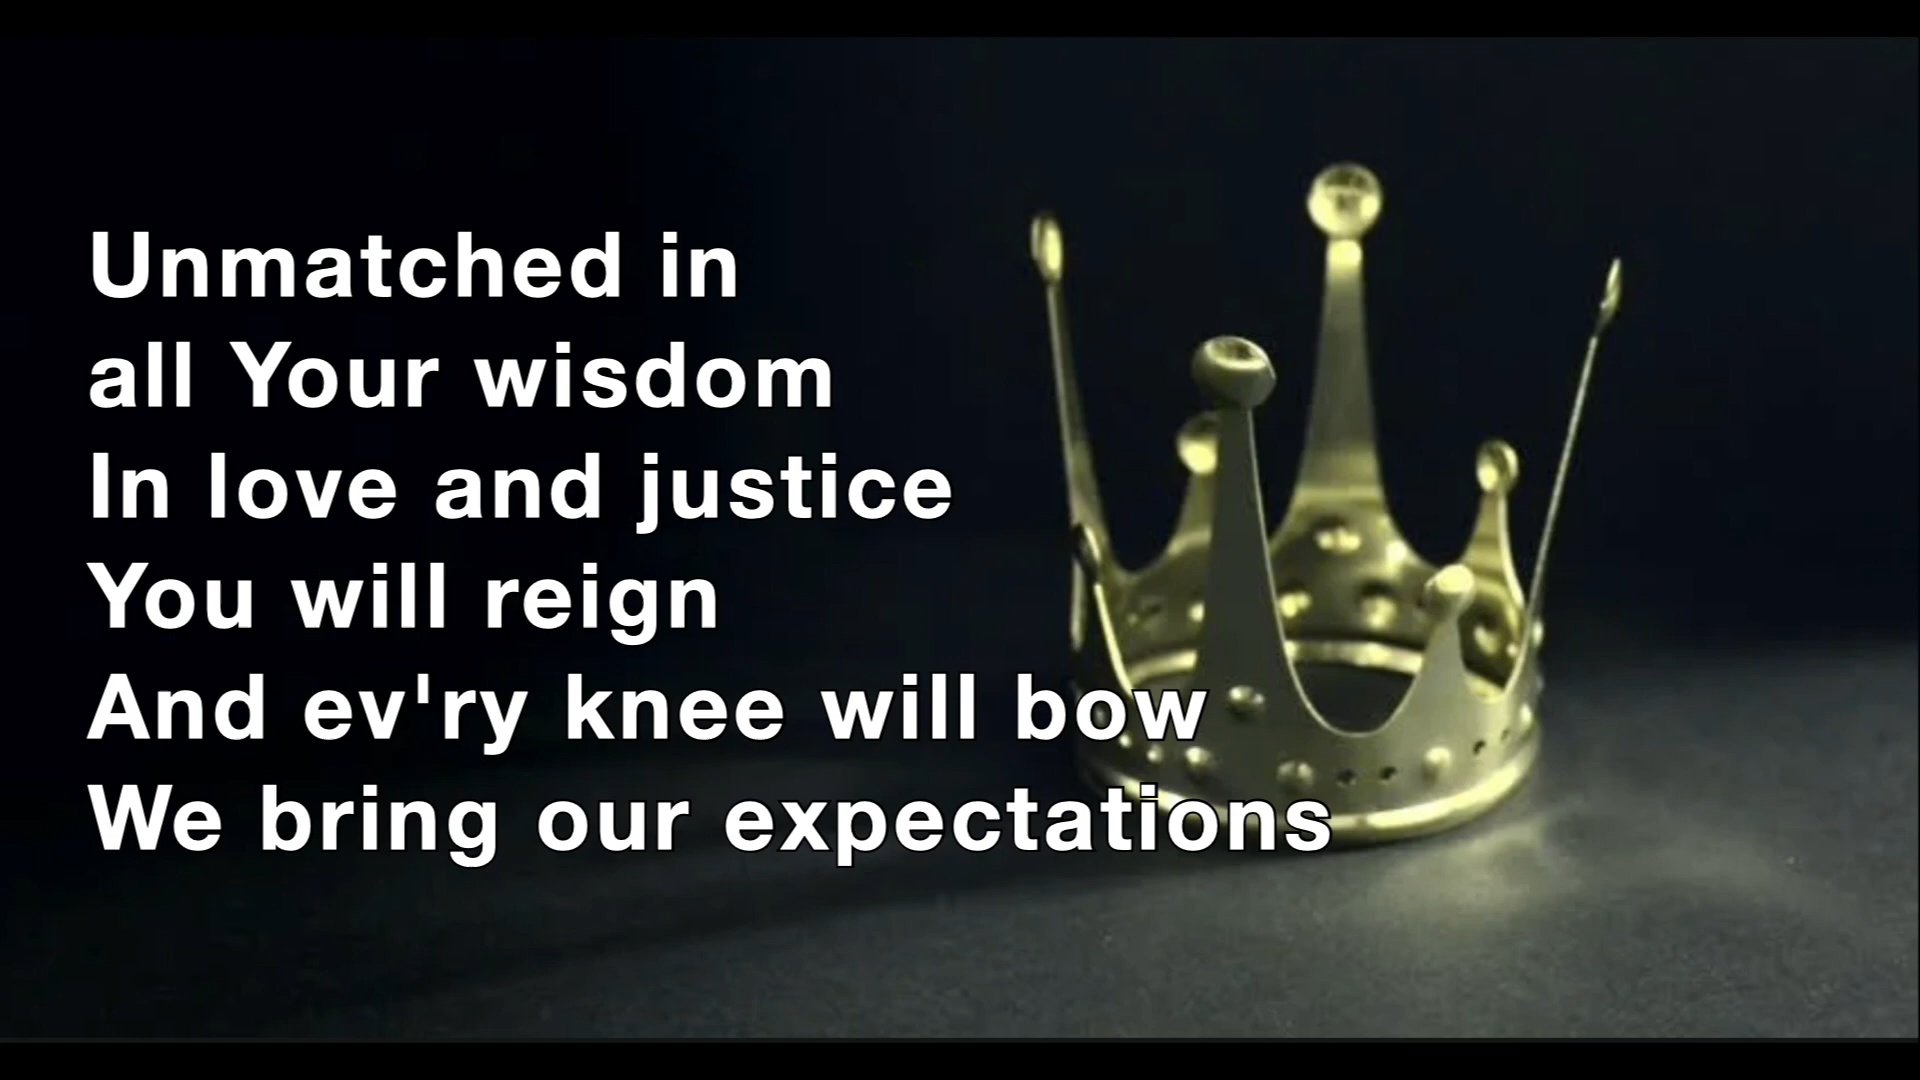 Unmatched in
all Your wisdom
In love and justice
You will reign
And ev'ry knee will bow
We bring our expectations